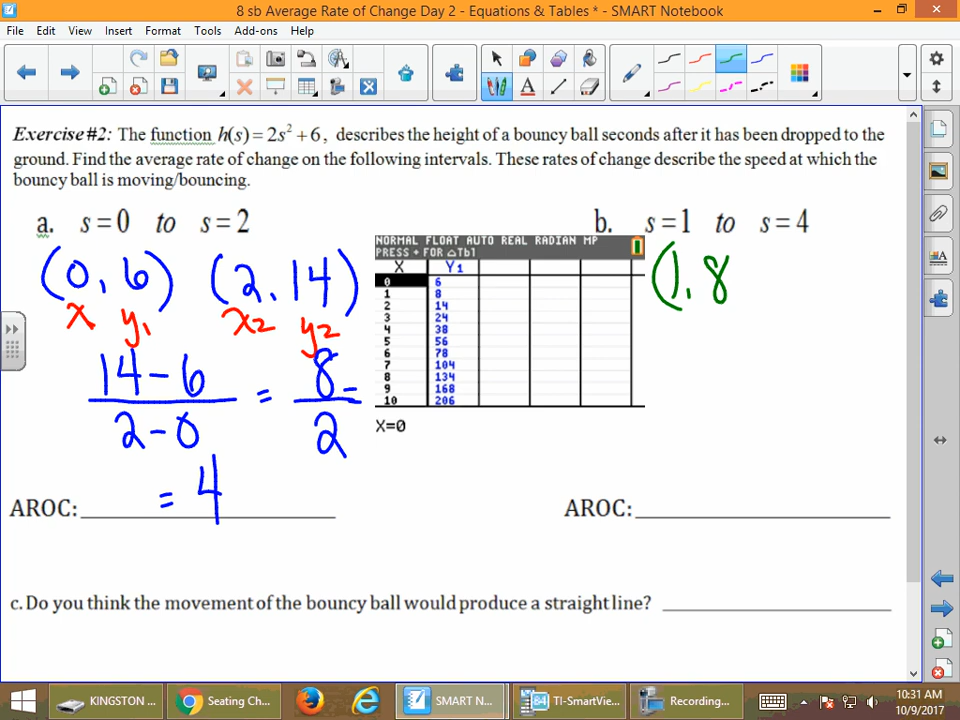 8 sb Average Rate of Change Day 2 - Equations & Tables * - SMART Notebook
File Edit View Insert Format Tools Add-ons Help
Exercise #2: The function h(s) = 2s² + 6, describes the height of a bouncy ball seconds after it has been dropped to the
ground. Find the average rate of change on the following intervals. These rates of change describe the speed at which the
bouncy ball is moving/bouncing.
a. s = 0 to s = 2
b. s = 1 to s = 4
(0, 6) (2, 14)
x y₁ x2 y2
14 - 6 = 8 =
2 - 0 2
= 4
NORMAL FLOAT AUTO REAL RADIAN MP
PRESS + FOR △Tb1
X Y1
0 6
1 8
2 14
3 24
4 38
5 56
6 78
7 104
8 134
9 168
10 206
X=0
(1, 8
AROC:
AROC:
c. Do you think the movement of the bouncy ball would produce a straight line?
KINGSTON ...
Seating Ch...
SMART N...
84 TI-SmartVie...
Recording...
10:31 AM
10/9/2017